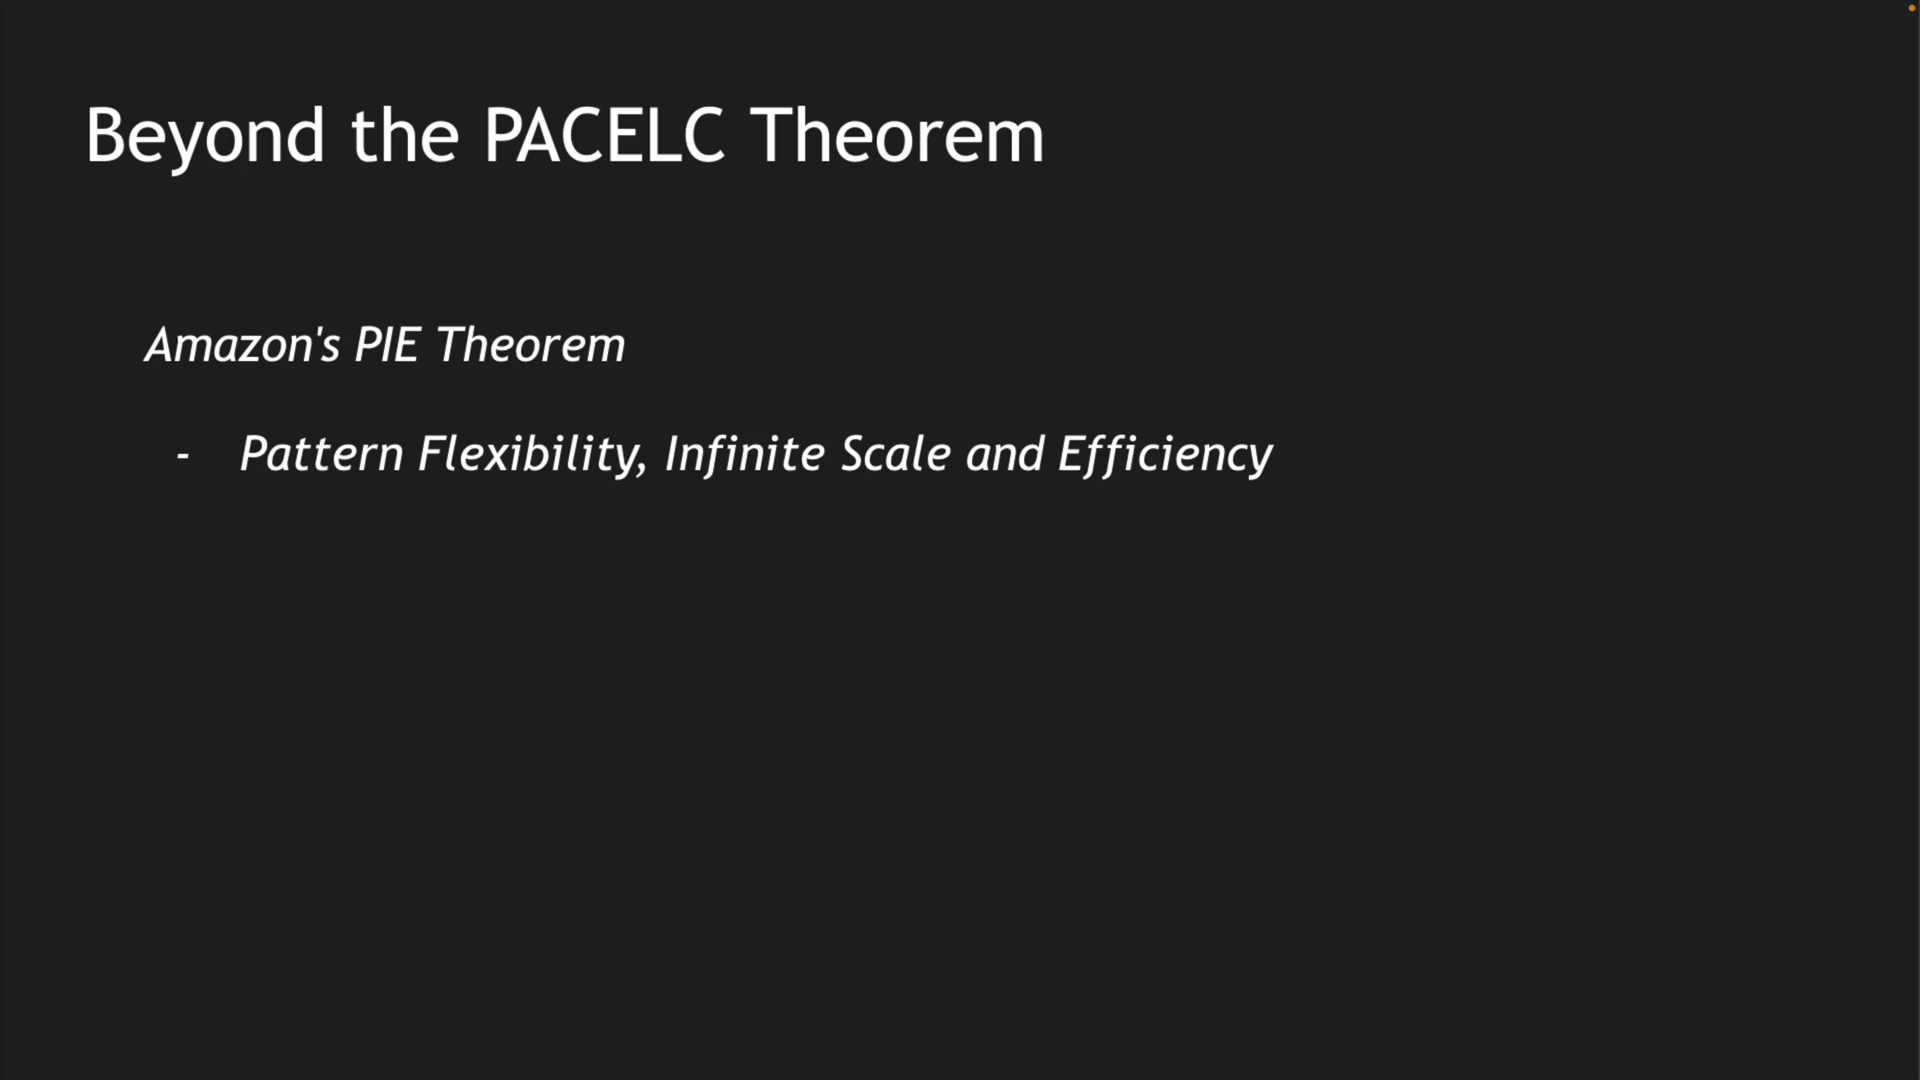 Beyond the PACELC Theorem
Amazon's PIE Theorem
- Pattern Flexibility, Infinite Scale and Efficiency